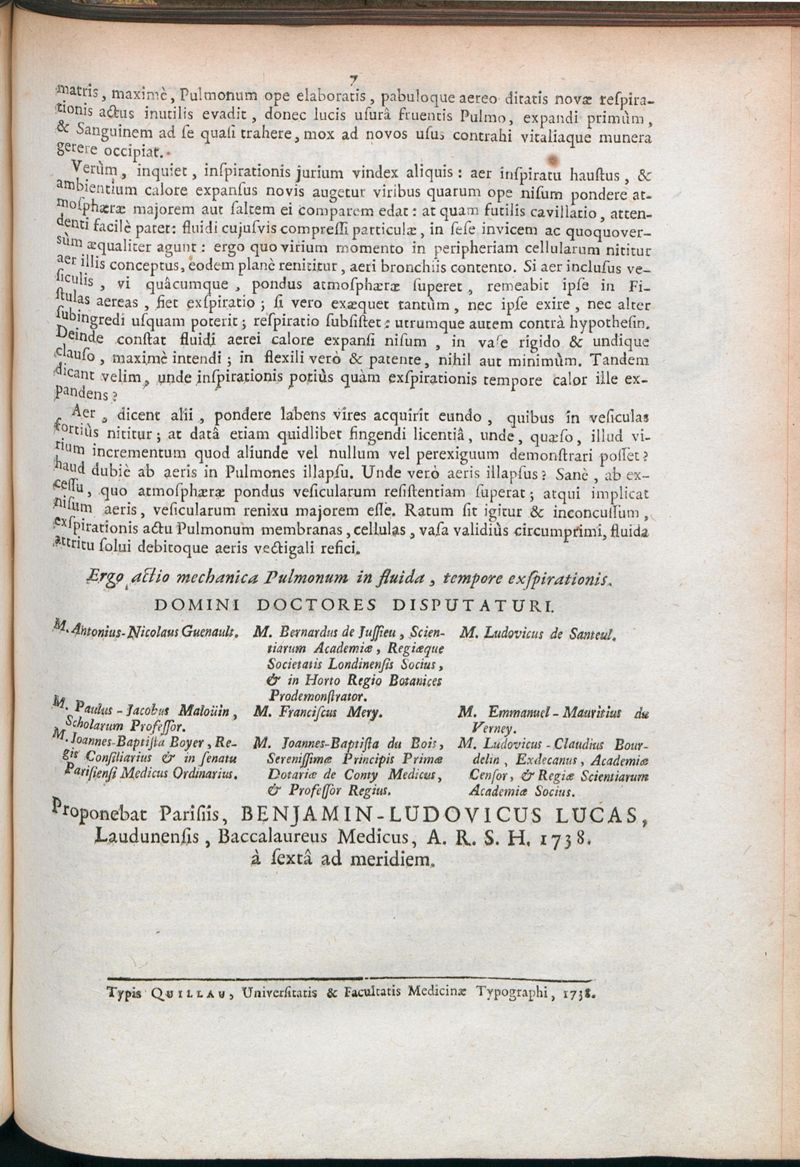 7
matris, maximè, Pulmonum ope elaboratis, pabuloque aereo ditatis novæ reſpira-
tionis actus inutilis evadit, donec lucis uſurâ fruentis Pulmo, expandi primùm,
& Sanguinem ad ſe quaſi trahere, mox ad novos uſus contrahi vitaliaque munera
gerere occipiat.
Verùm, inquiet, inſpirationis jurium vindex aliquis: aer inſpiratu hauſtus, &
ambientium calore expanſus novis augetur viribus quarum ope niſum pondere at-
moſphæræ majorem aut ſaltem ei comparem edat: at quam futilis cavillatio, atten-
denti facilè patet: fluidi cujuſvis compreſſi particulæ, in ſeſe invicem ac quoquover-
sùm æqualiter agunt: ergo quo virium momento in peripheriam cellularum nititur
aer illis conceptus, eodem planè renititur, aeri bronchiis contento. Si aer incluſus ve-
ſiculis, vi quâcumque, pondus atmoſphæræ ſuperet, remeabit ipſe in Fi-
ſtulas aereas, fiet exſpiratio; ſi vero exæquet tantùm, nec ipſe exire, nec alter
ſubingredi uſquam poterit; reſpiratio ſubſiſtet: utrumque autem contrà hypotheſin.
Deinde conſtat fluidi aerei calore expanſi niſum, in vaſe rigido & undique
clauſo, maximè intendi; in flexili verò & patente, nihil aut minimùm. Tandem
dicant velim, unde inſpirationis potiùs quàm exſpirationis tempore calor ille ex-
pandens?
Aer, dicent alii, pondere labens vires acquirit eundo, quibus in veſiculas
fortiùs nititur; at datâ etiam quidlibet fingendi licentiâ, unde, quæſo, illud vi-
rium incrementum quod aliunde vel nullum vel perexiguum demonſtrari poſſet?
haud dubiè ab aeris in Pulmones illapſu. Unde verò aeris illapſus? Sanè, ab ex-
ceſſu, quo atmoſphæræ pondus veſicularum reſiſtentiam ſuperat; atqui implicat
niſum aeris, veſicularum renixu majorem eſſe. Ratum ſit igitur & inconcuſſum,
exſpirationis actu Pulmonum membranas, cellulas, vaſa validiùs circumprimi, fluida
attritu ſolui debitoque aeris vectigali refici.
Ergo actio mechanica Pulmonum in fluida, tempore exſpirationis.
DOMINI DOCTORES DISPUTATURI.
M. Antonius-Nicolaus Guenault. M. Bernardus de Juſſieu, Scien- M. Ludovicus de Santeul.
tiarum Academiæ, Regiæque
Societatis Londinenſis Socius,
& in Horto Regio Botanices
Prodemonſtrator.
M. Paulus-Jacobus Maloüin, M. Franciſcus Mery. M. Emmanuel-Mauritius du
Scholarum Profeſſor. Verney.
M. Joannes-Baptiſta Boyer, Re- M. Joannes-Baptiſta du Bois, M. Ludovicus-Claudius Bour-
gis Conſiliarius & in ſenatu Sereniſſimæ Principis Primæ delin, Exdecanus, Academiæ
Pariſienſi Medicus Ordinarius. Dotariæ de Conty Medicus, Cenſor, & Regiæ Scientiarum
& Profeſſor Regius. Academiæ Socius.
Proponebat Pariſiis, BENJAMIN-LUDOVICUS LUCAS,
Laudunenſis, Baccalaureus Medicus, A. R. S. H. 1738.
à ſextâ ad meridiem.
Typis QUILLAU, Univerſitatis & Facultatis Medicinæ Typographi, 1738.